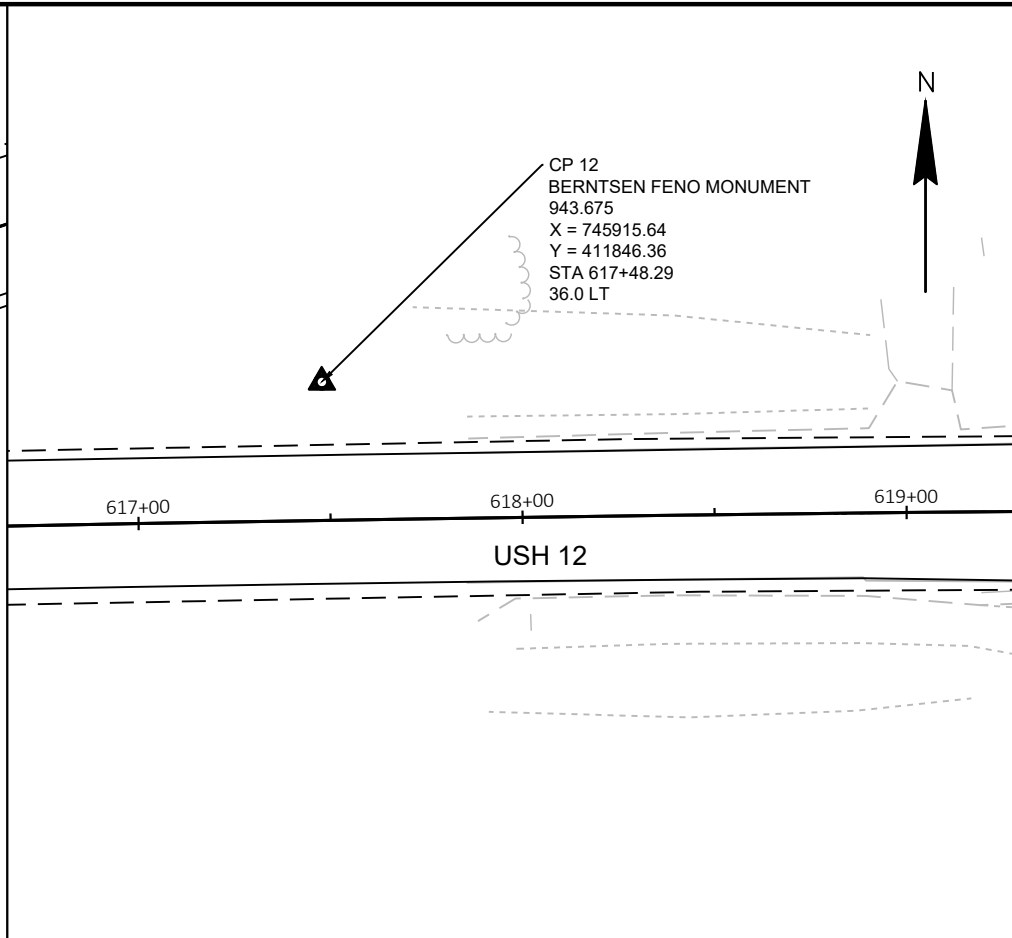 N
CP 12
BERNTSEN FENO MONUMENT
943.675
X = 745915.64
Y = 411846.36
STA 617+48.29
36.0 LT
617+00
618+00
619+00
USH 12